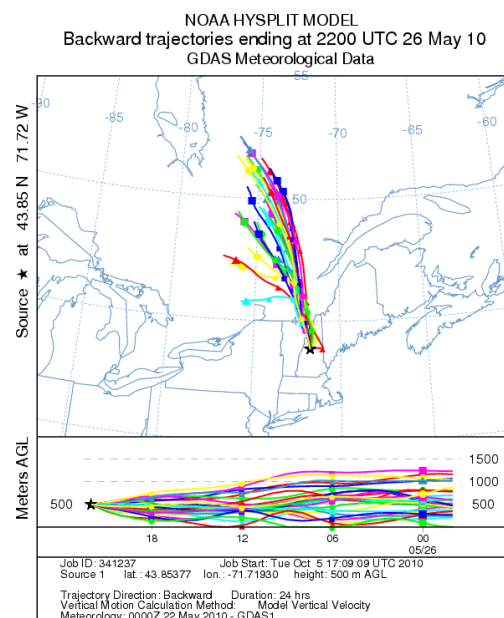 NOAA HYSPLIT MODEL
Backward trajectories ending at 2200 UTC 26 May 10
GDAS Meteorological Data
Source ★ at 43.85 N 71.72 W
-90
-85
-80
-75
-70
-65
-60
55
50
45
Meters AGL
500
1500
1000
500
18
12
06
00
05/26
Job ID: 341237 Job Start: Tue Oct 5 17:09:09 UTC 2010
Source 1 lat.: 43.85377 lon.: -71.71930 height: 500 m AGL
Trajectory Direction: Backward Duration: 24 hrs
Vertical Motion Calculation Method: Model Vertical Velocity
Meteorology: 0000Z 22 May 2010 - GDAS1